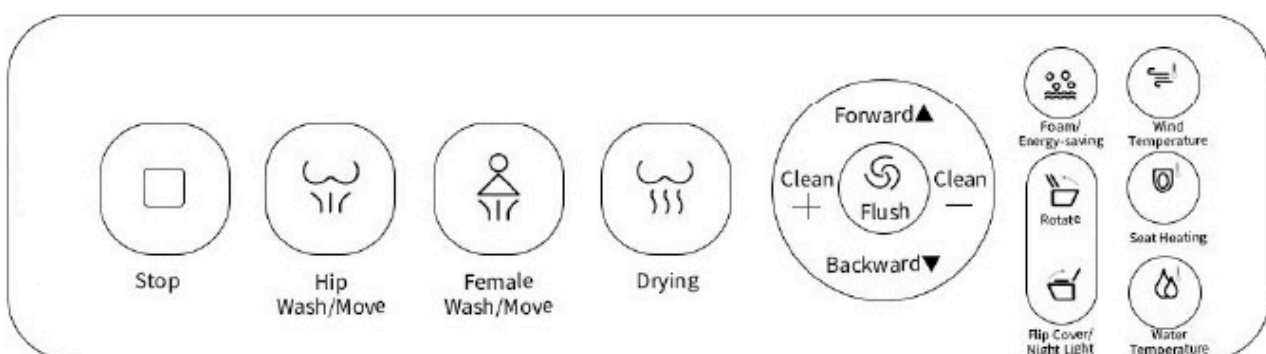 Stop
Hip
Wash/Move
Female
Wash/Move
Drying
Forward▲
Clean
+
Flush
Clean
−
Backward▼
Foam/
Energy-saving
Wind
Temperature
Rotate
Seat Heating
Flip Cover/
Night Light
Water
Temperature